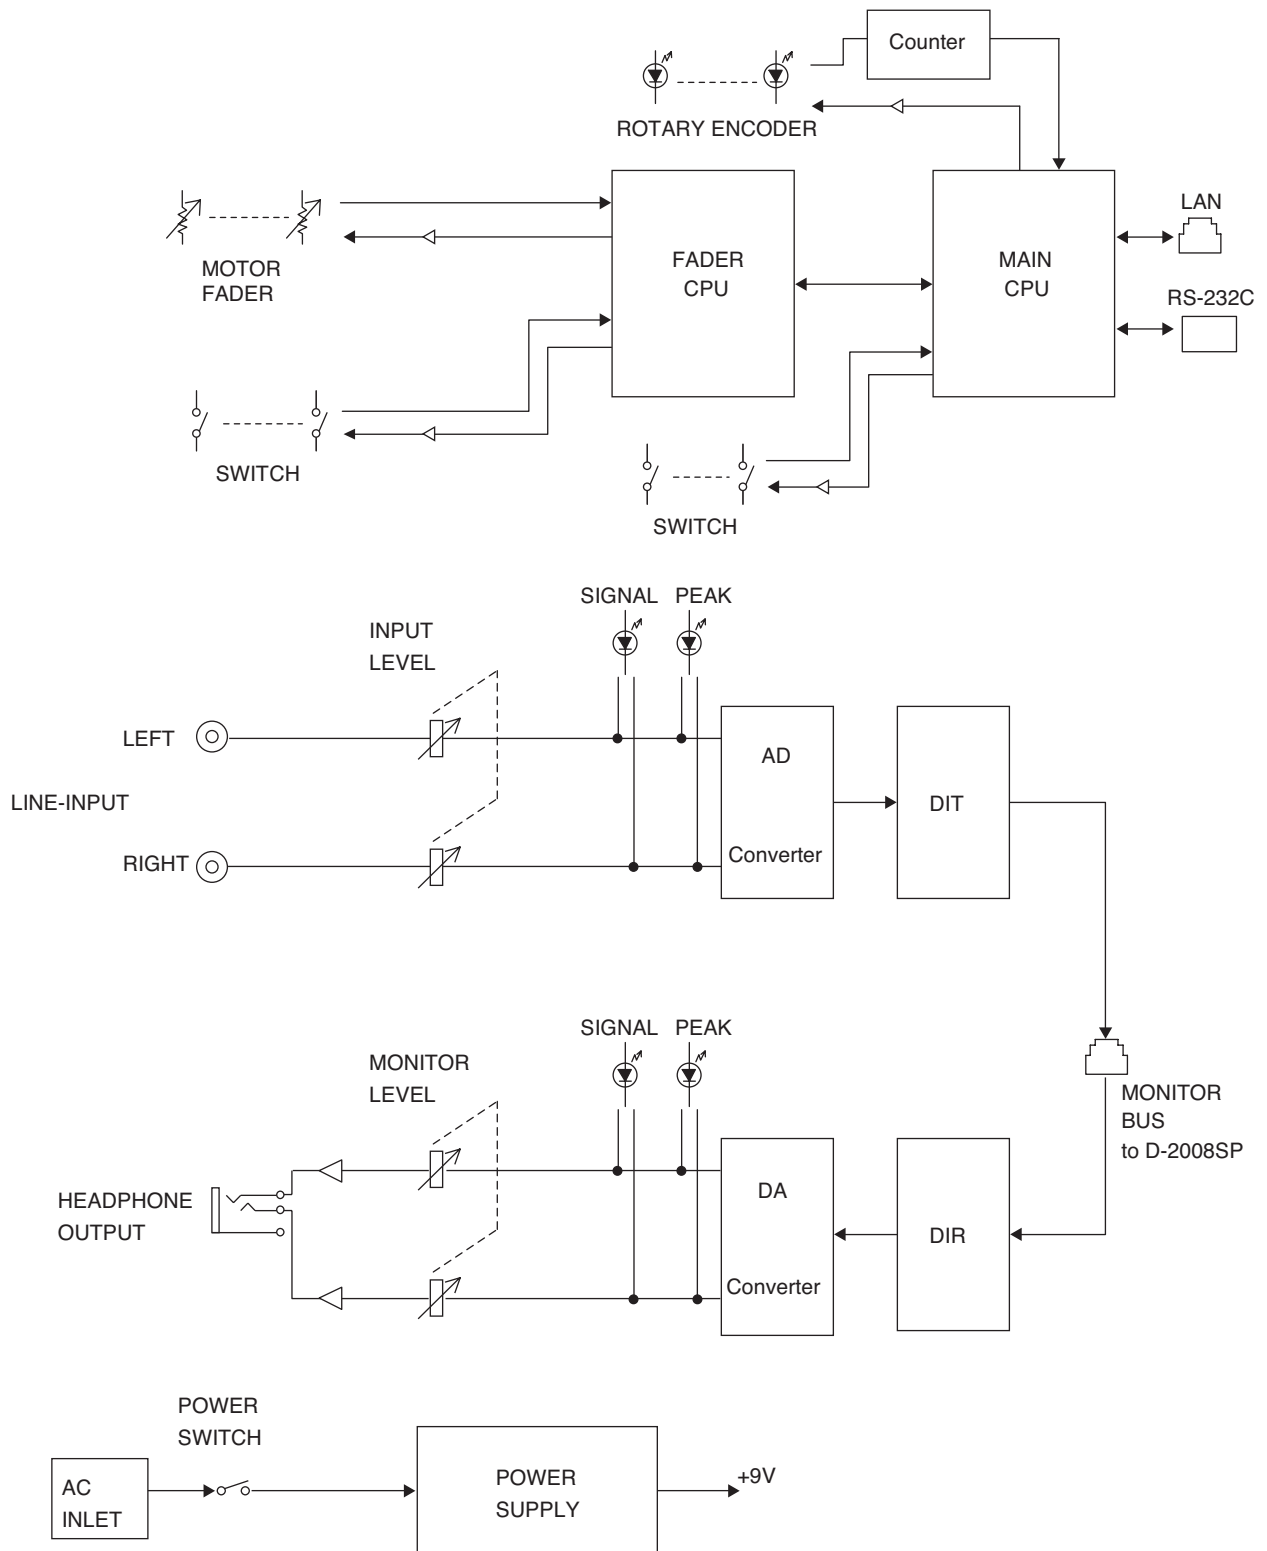 Counter
ROTARY ENCODER
LAN
FADER
CPU
MAIN
CPU
MOTOR
FADER
RS-232C
SWITCH
SWITCH
SIGNAL PEAK
INPUT
LEVEL
LEFT
AD
Converter
DIT
LINE-INPUT
RIGHT
SIGNAL PEAK
MONITOR
LEVEL
MONITOR
BUS
to D-2008SP
HEADPHONE
OUTPUT
DA
Converter
DIR
POWER
SWITCH
AC
INLET
POWER
SUPPLY
+9V